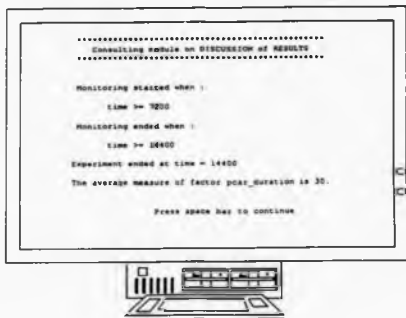 Consulting module on DISCUSSION of RESULTS
Monitoring started when :
time >= 7200
Monitoring ended when :
time >= 14400
Experiment ended at time = 14400
The average measure of factor pcar_duration is 30.
Press space bar to continue